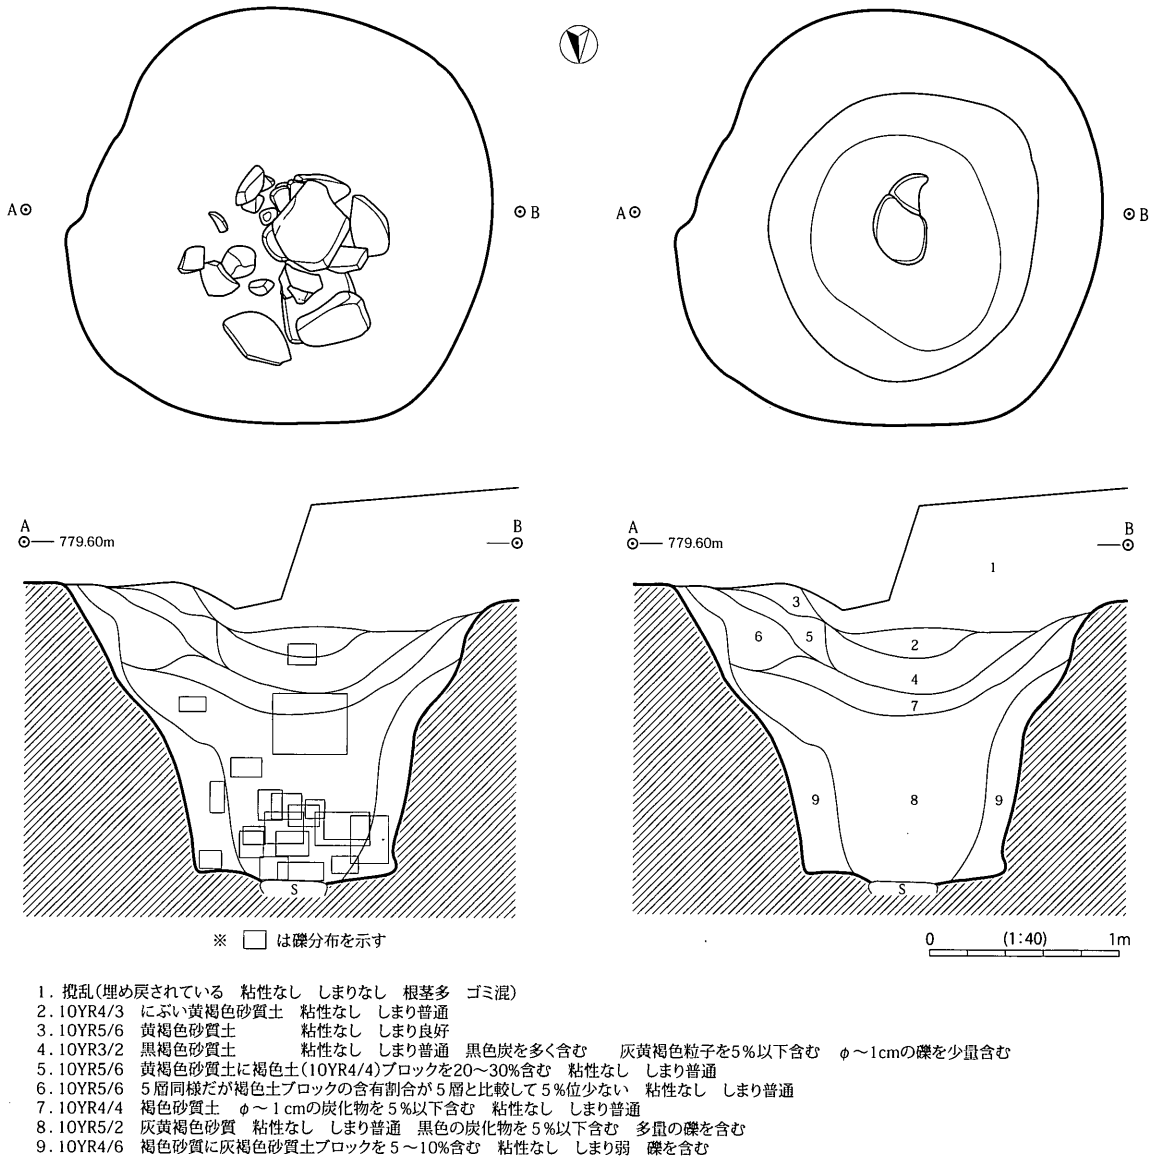 A B
A B
A B
779.60m
A B
779.60m
1
3
6 5 2
4
7
9 8 9
S
S
※ □ は礫分布を示す
0 (1:40) 1m
1. 攪乱(埋め戻されている 粘性なし しまりなし 根茎多 ゴミ混)
2. 10YR4/3 にぶい黄褐色砂質土 粘性なし しまり普通
3. 10YR5/6 黄褐色砂質土 粘性なし しまり良好
4. 10YR3/2 黒褐色砂質土 粘性なし しまり普通 黒色炭を多く含む 灰黄褐色粒子を5%以下含む φ～1cmの礫を少量含む
5. 10YR5/6 黄褐色砂質土に褐色土(10YR4/4)ブロックを20～30%含む 粘性なし しまり普通
6. 10YR5/6 5層同様だが褐色土ブロックの含有割合が5層と比較して5%位少ない 粘性なし しまり普通
7. 10YR4/4 褐色砂質土 φ～1cmの炭化物を5%以下含む 粘性なし しまり普通
8. 10YR5/2 灰黄褐色砂質 粘性なし しまり普通 黒色の炭化物を5%以下含む 多量の礫を含む
9. 10YR4/6 褐色砂質に灰褐色砂質土ブロックを5～10%含む 粘性なし しまり弱 礫を含む